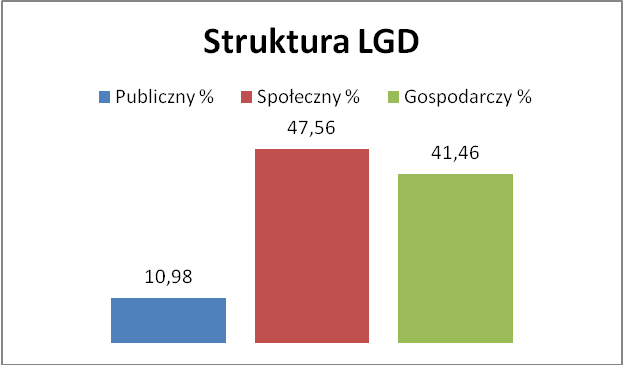 Struktura LGD
Publiczny % Społeczny % Gospodarczy %
47,56
41,46
10,98